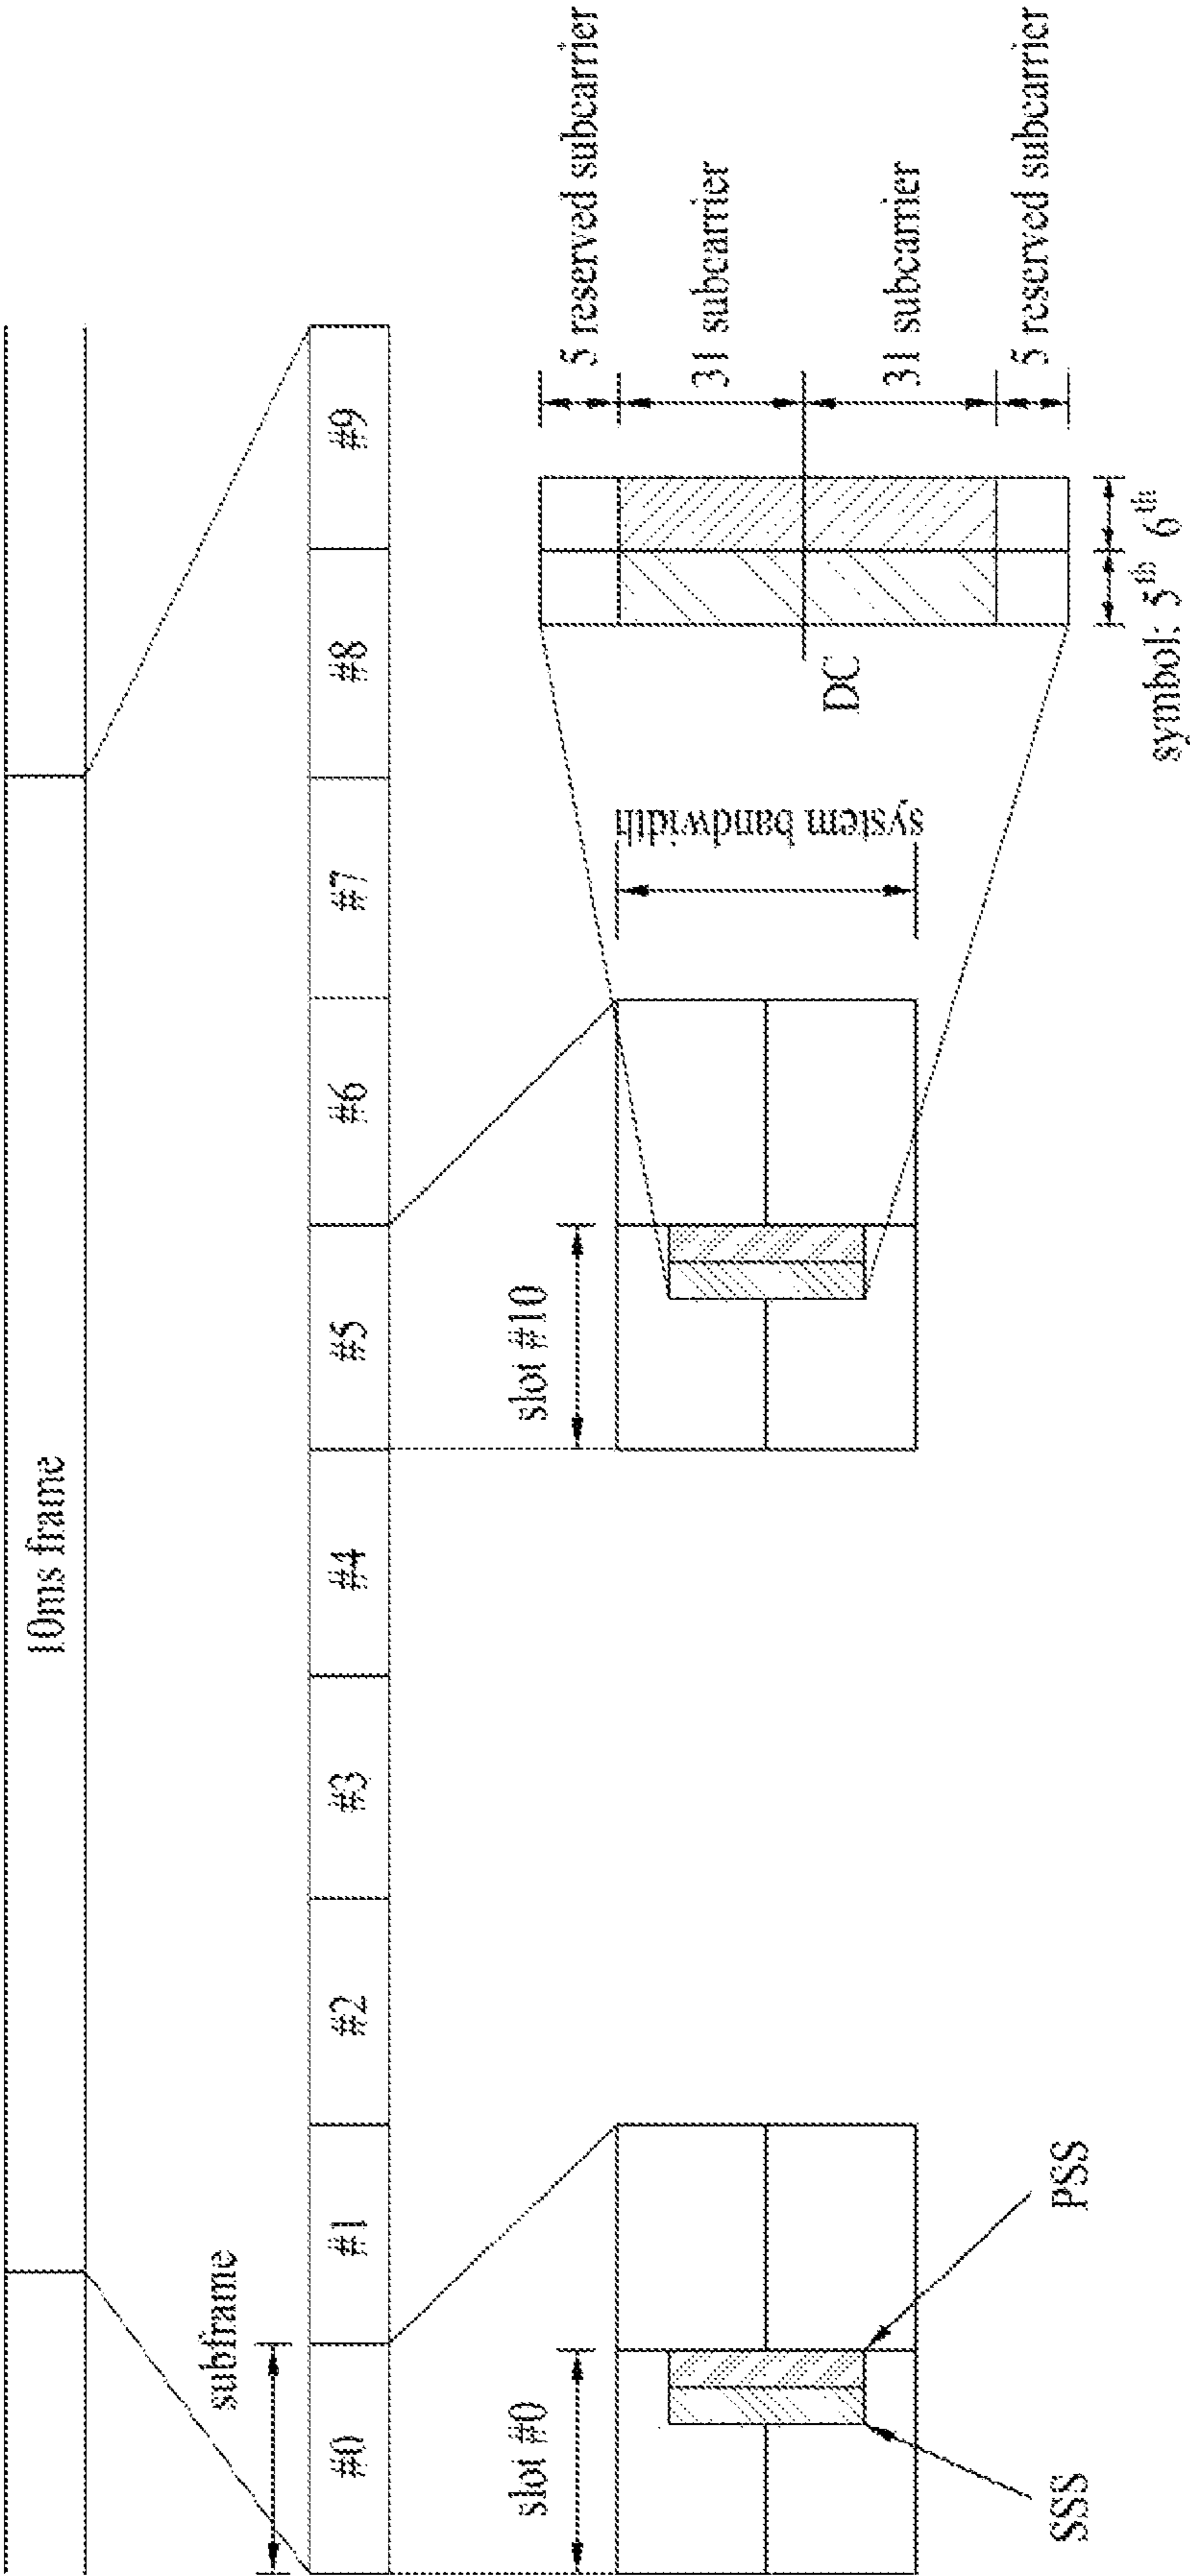 10ms frame
subframe
#0 #1 #2 #3 #4 #5 #6 #7 #8 #9
slot #0
slot #10
system bandwidth
SSS
PSS
DC
5 reserved subcarrier
31 subcarrier
31 subcarrier
5 reserved subcarrier
symbol: 5th 6th